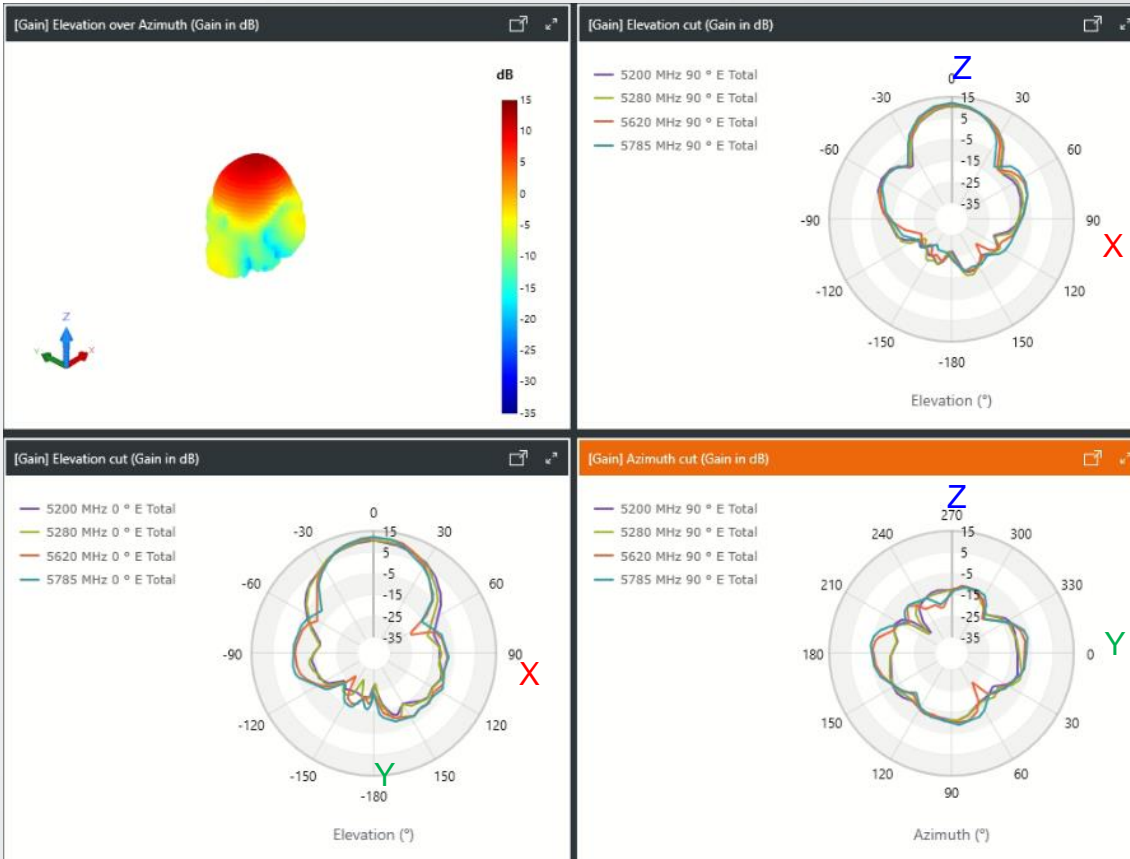 [Gain] Elevation over Azimuth (Gain in dB)
dB
15
10
5
0
-5
-10
-15
-20
-25
-30
-35
Z
Y
X
[Gain] Elevation cut (Gain in dB)
5200 MHz 90 ° E Total
5280 MHz 90 ° E Total
5620 MHz 90 ° E Total
5785 MHz 90 ° E Total
Z
0
-30
15
30
5
-60
-5
60
-15
-25
-35
-90
90
X
-120
120
-150
150
-180
Elevation (°)
[Gain] Elevation cut (Gain in dB)
5200 MHz 0 ° E Total
5280 MHz 0 ° E Total
5620 MHz 0 ° E Total
5785 MHz 0 ° E Total
0
-30
15
30
5
-60
-5
60
-15
-25
-35
-90
90
X
-120
120
-150
Y
150
-180
Elevation (°)
[Gain] Azimuth cut (Gain in dB)
5200 MHz 90 ° E Total
5280 MHz 90 ° E Total
5620 MHz 90 ° E Total
5785 MHz 90 ° E Total
Z
270
240
15
300
5
210
-5
330
-15
-25
-35
180
0
Y
150
30
120
60
90
Azimuth (°)